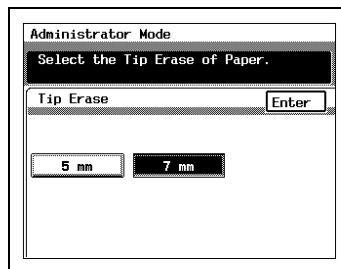 Administrator Mode
Select the Tip Erase of Paper.
Tip Erase
Enter
5 mm
7 mm